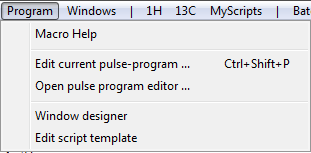 Program Windows | 1H 13C MyScripts | Bat
Macro Help
Edit current pulse-program ... Ctrl+Shift+P
Open pulse program editor ...
Window designer
Edit script template